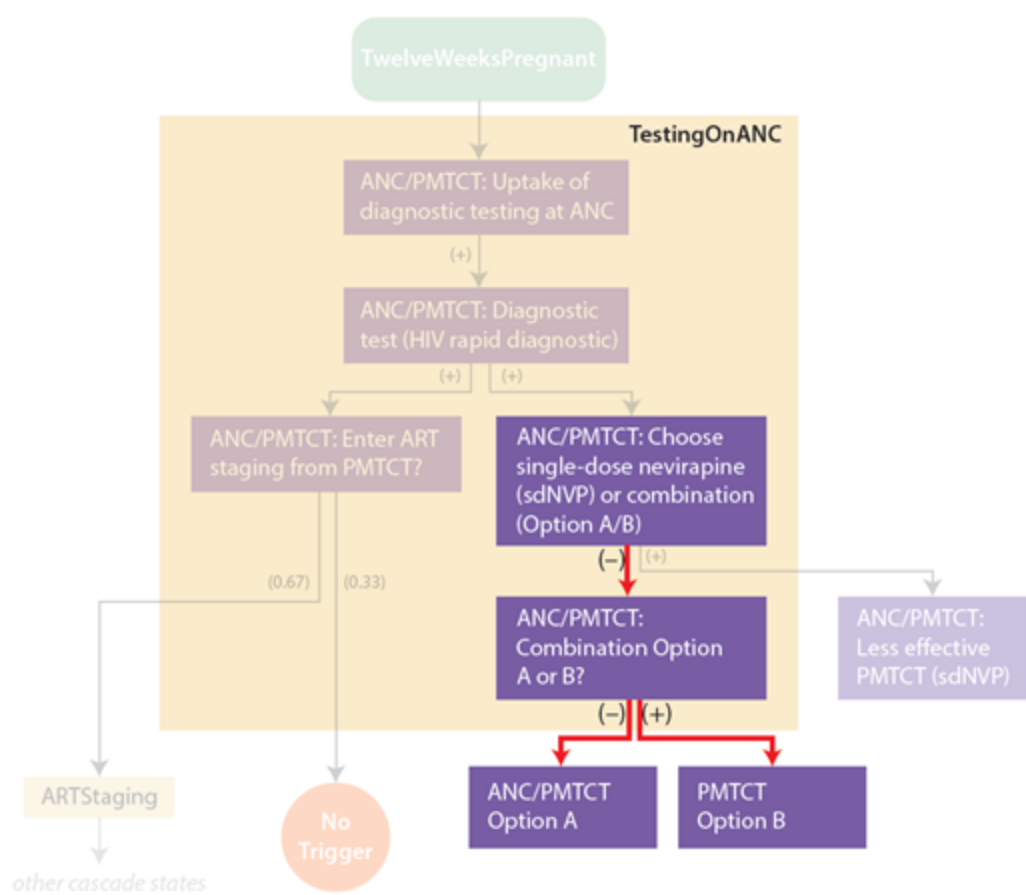 TwelveWeeksPregnant
TestingOnANC
ANC/PMTCT: Uptake of
diagnostic testing at ANC
(+)
ANC/PMTCT: Diagnostic
test (HIV rapid diagnostic)
(+)
(+)
ANC/PMTCT: Enter ART
staging from PMTCT?
ANC/PMTCT: Choose
single-dose nevirapine
(sdNVP) or combination
(Option A/B)
(–)
(+)
(0.67)
(0.33)
ANC/PMTCT:
Combination Option
A or B?
ANC/PMTCT:
Less effective
PMTCT (sdNVP)
(–)
(+)
ARTStaging
No
Trigger
ANC/PMTCT
Option A
PMTCT
Option B
other cascade states